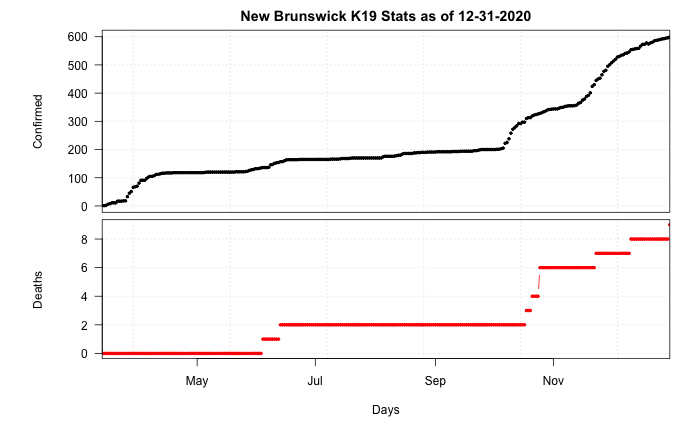 New Brunswick K19 Stats as of 12-31-2020
Confirmed
600
500
400
300
200
100
0
Deaths
8
6
4
2
0
May Jul Sep Nov
Days